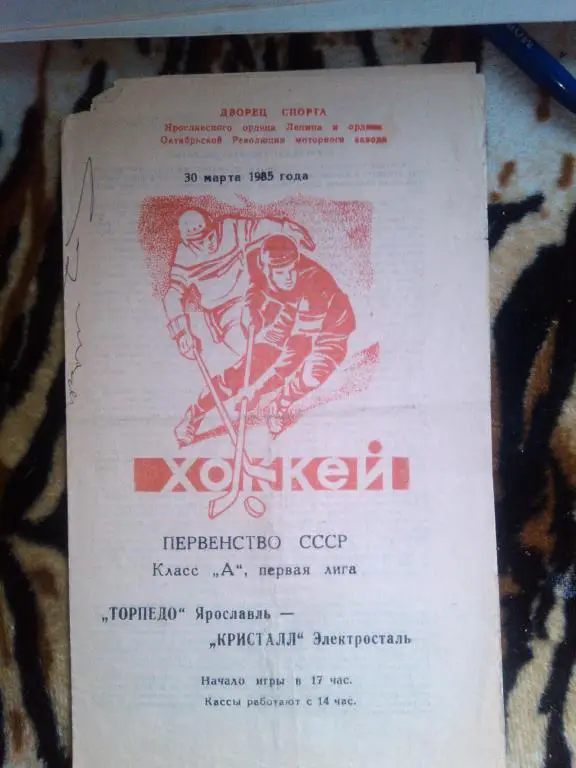 ДВОРЕЦ СПОРТА
Ярославского ордена Ленина и ордена
Октябрьской Революции моторного завода
30 марта 1985 года
ХОККЕЙ
ПЕРВЕНСТВО СССР
Класс „А", первая лига
„ТОРПЕДО" Ярославль —
„КРИСТАЛЛ" Электросталь
Начало игры в 17 час.
Кассы работают с 14 час.